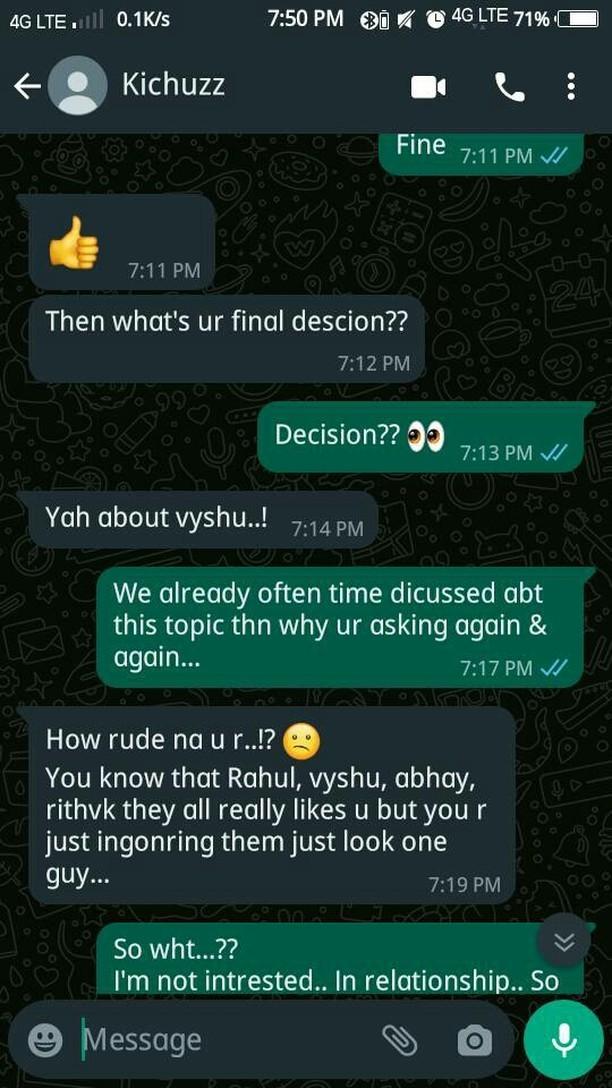 4G LTE 0.1K/s 7:50 PM 4G LTE 71%
Kichuzz
Fine 7:11 PM
👍 7:11 PM
Then what's ur final descion??
7:12 PM
Decision?? 👀 7:13 PM
Yah about vyshu..! 7:14 PM
We already often time dicussed abt
this topic thn why ur asking again &
again... 7:17 PM
How rude na u r..!? 🙁
You know that Rahul, vyshu, abhay,
rithvk they all really likes u but you r
just ingonring them just look one
guy... 7:19 PM
So wht...??
I'm not intrested.. In relationship.. So
Message